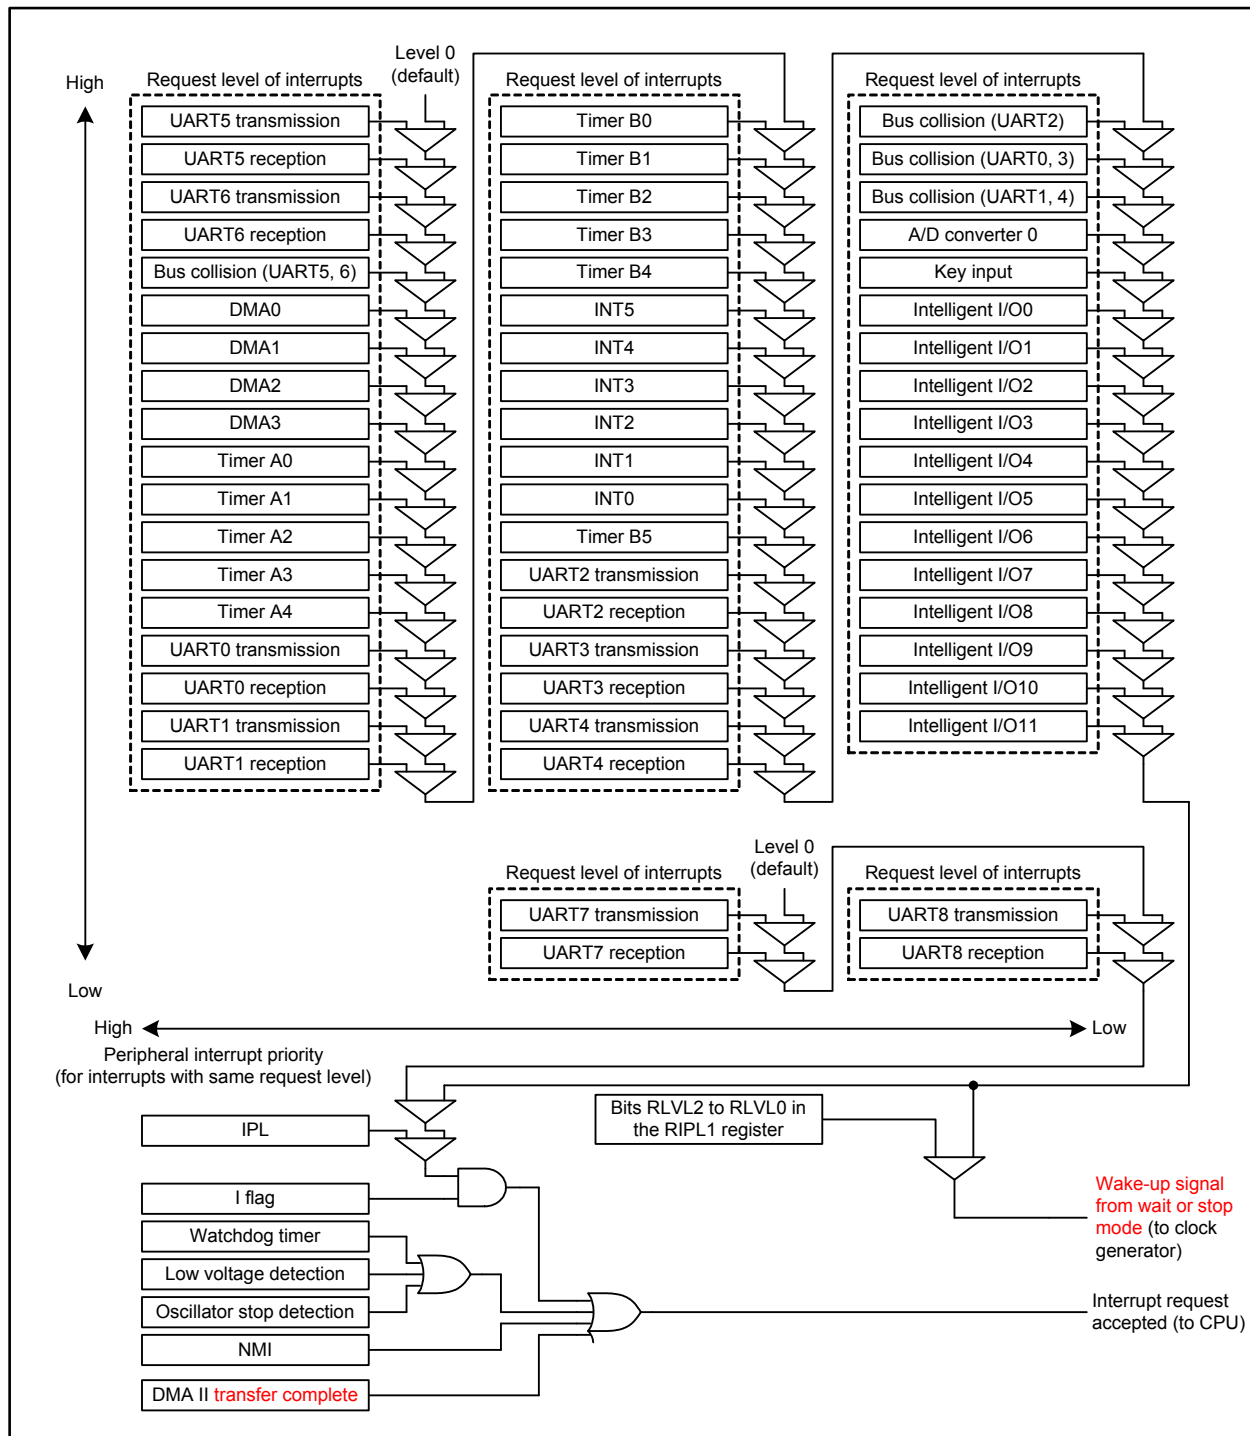 High
Request level of interrupts
UART5 transmission
UART5 reception
UART6 transmission
UART6 reception
Bus collision (UART5, 6)
DMA0
DMA1
DMA2
DMA3
Timer A0
Timer A1
Timer A2
Timer A3
Timer A4
UART0 transmission
UART0 reception
UART1 transmission
UART1 reception
Level 0
(default)
Request level of interrupts
Timer B0
Timer B1
Timer B2
Timer B3
Timer B4
INT5
INT4
INT3
INT2
INT1
INT0
Timer B5
UART2 transmission
UART2 reception
UART3 transmission
UART3 reception
UART4 transmission
UART4 reception
Request level of interrupts
Bus collision (UART2)
Bus collision (UART0, 3)
Bus collision (UART1, 4)
A/D converter 0
Key input
Intelligent I/O0
Intelligent I/O1
Intelligent I/O2
Intelligent I/O3
Intelligent I/O4
Intelligent I/O5
Intelligent I/O6
Intelligent I/O7
Intelligent I/O8
Intelligent I/O9
Intelligent I/O10
Intelligent I/O11
Request level of interrupts
UART7 transmission
UART7 reception
Level 0
(default)
Request level of interrupts
UART8 transmission
UART8 reception
Low
High
Low
Peripheral interrupt priority
(for interrupts with same request level)
IPL
Bits RLVL2 to RLVL0 in
the RIPL1 register
I flag
Watchdog timer
Low voltage detection
Oscillator stop detection
NMI
DMA II transfer complete
Wake-up signal
from wait or stop
mode (to clock
generator)
Interrupt request
accepted (to CPU)